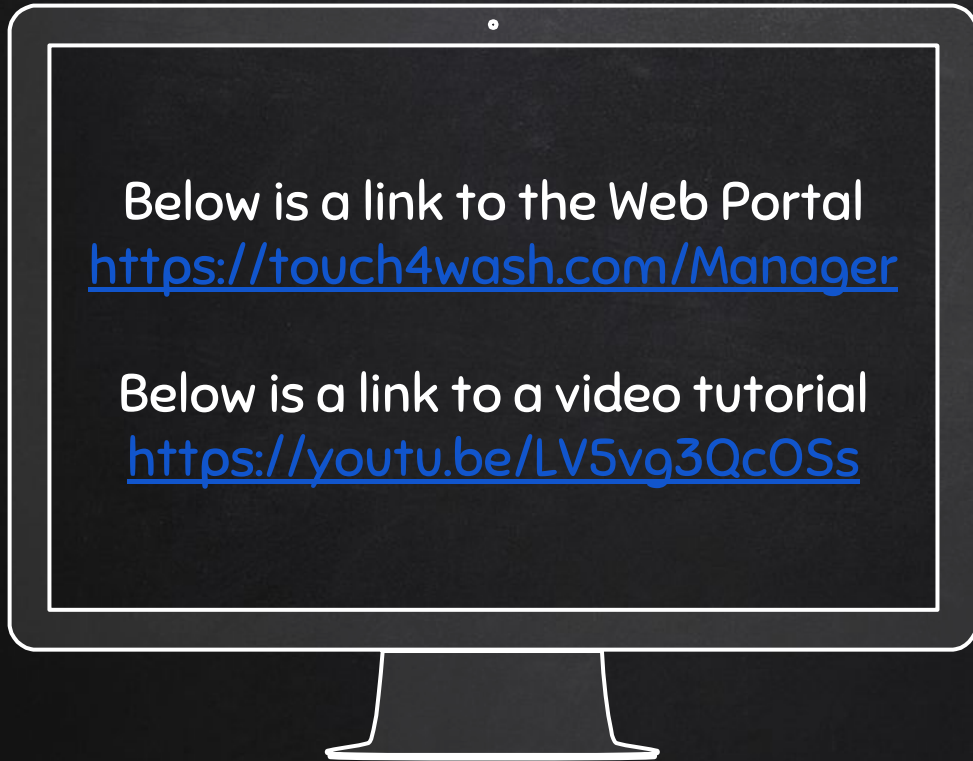 Below is a link to the Web Portal
https://touch4wash.com/Manager
Below is a link to a video tutorial
https://youtu.be/LV5vg3QcOSs